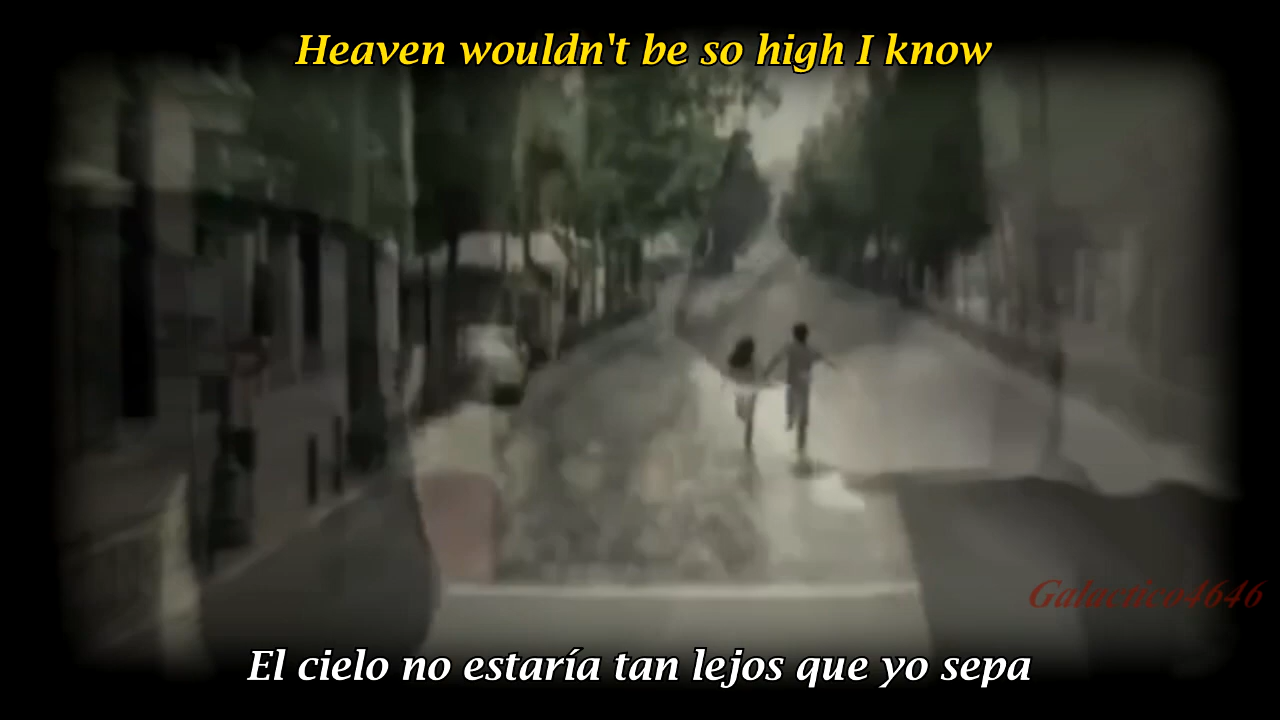 Heaven wouldn't be so high I know
Galactico4646
El cielo no estaría tan lejos que yo sepa